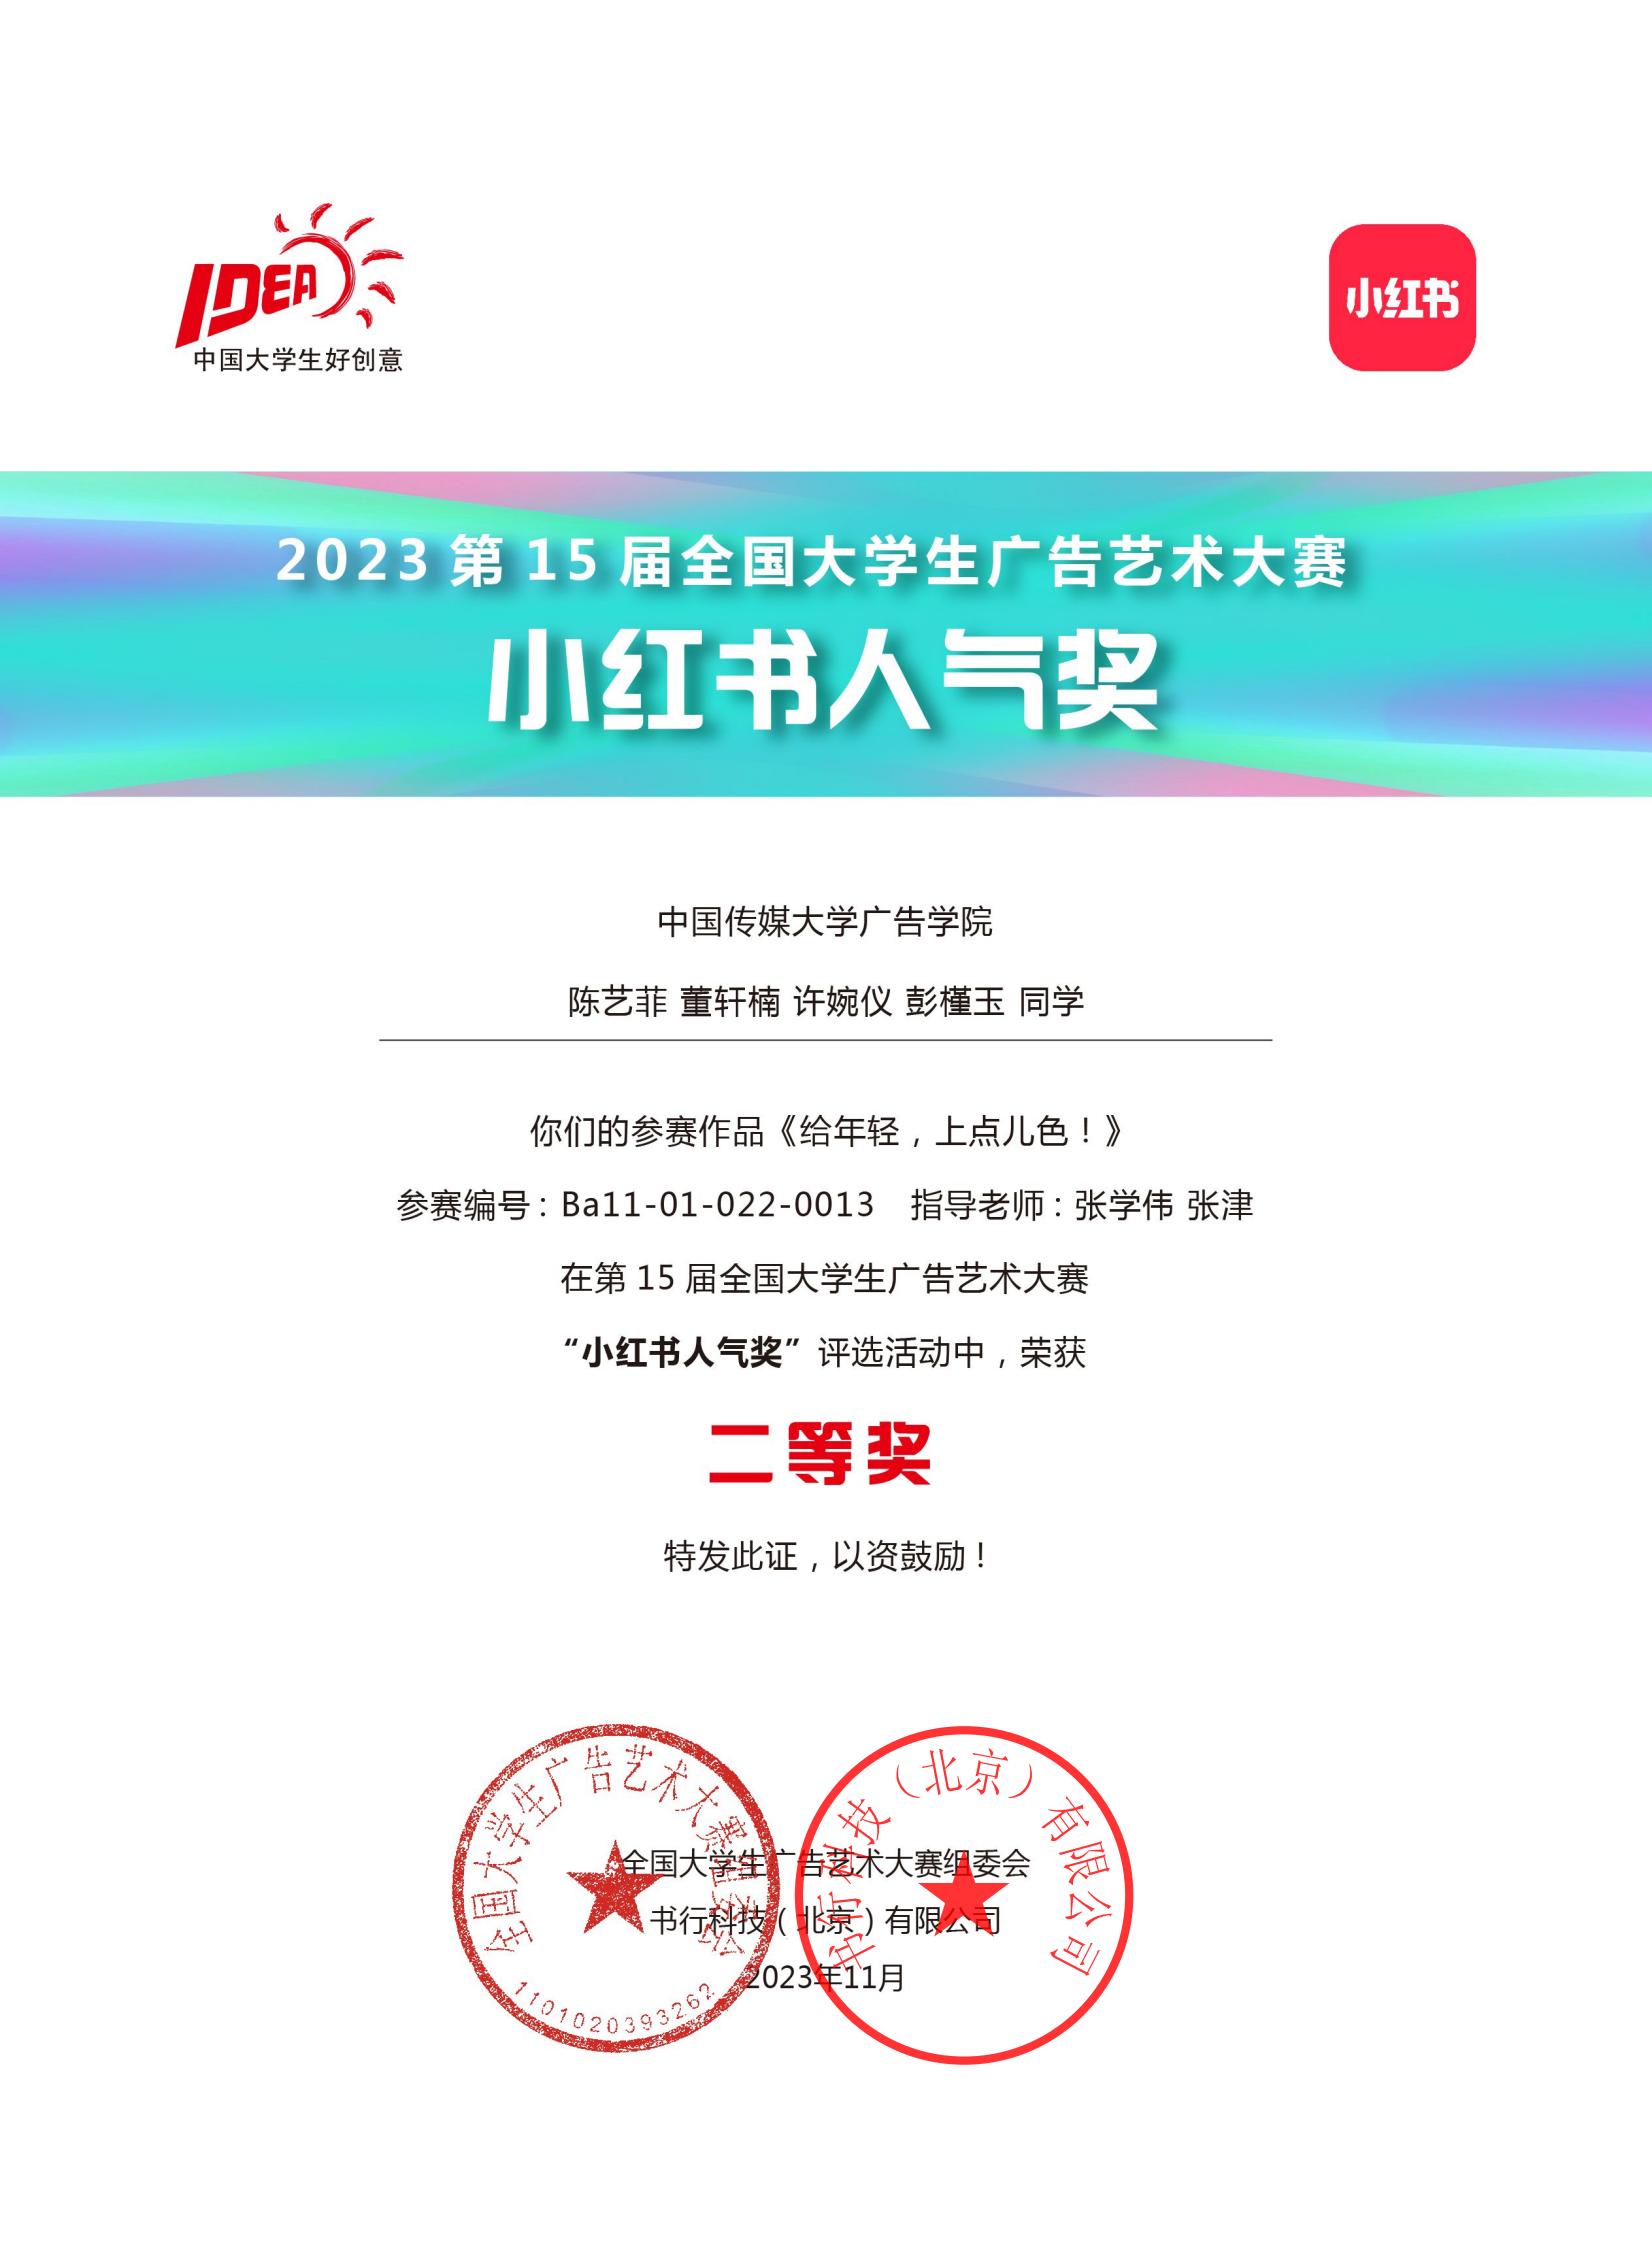 IDEA
中国大学生好创意
小红书
2023 第 15 届全国大学生广告艺术大赛
小红书人气奖
中国传媒大学广告学院
陈艺菲 董轩楠 许婉仪 彭槿玉 同学
你们的参赛作品《给年轻，上点儿色！》
参赛编号：Ba11-01-022-0013 指导老师：张学伟 张津
在第 15 届全国大学生广告艺术大赛
“小红书人气奖”评选活动中，荣获
二等奖
特发此证，以资鼓励！
全国大学生广告艺术大赛组委会
1101020393262
书行科技（北京）有限公司
全国大学生广告艺术大赛组委会
书行科技（北京）有限公司
2023年11月